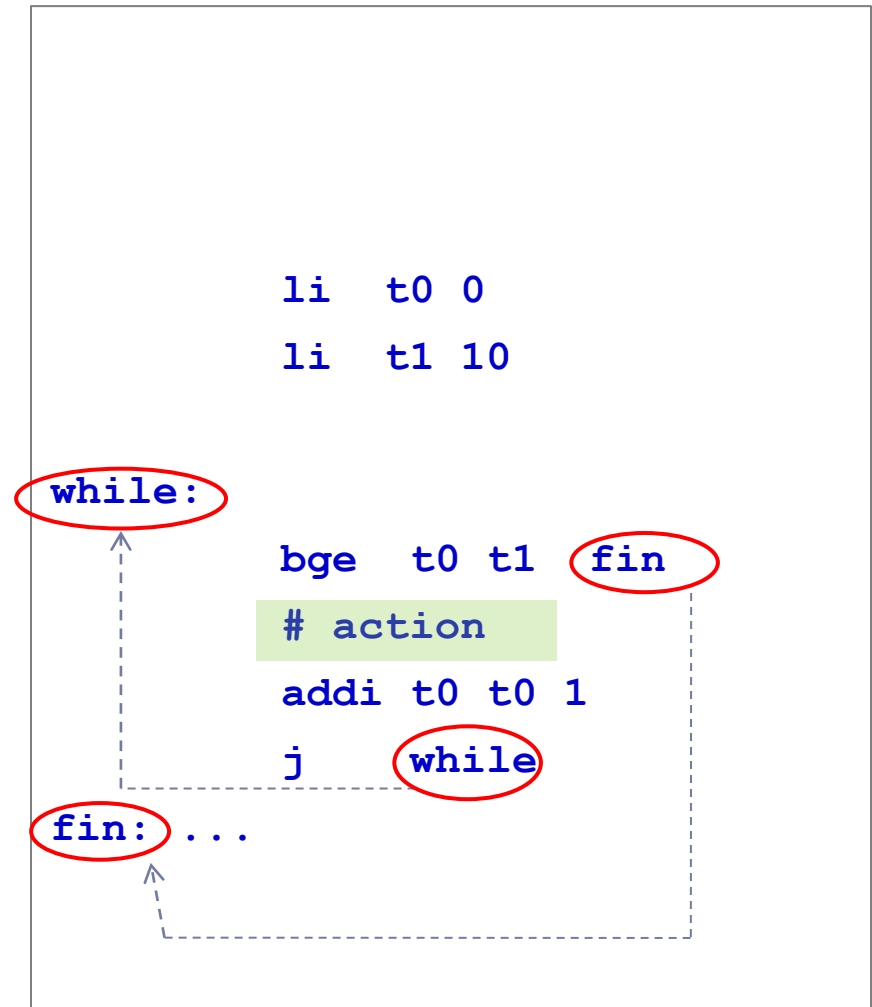 li t0 0
li t1 10
while:
bge t0 t1 fin
# action
addi t0 t0 1
j while
fin: ...